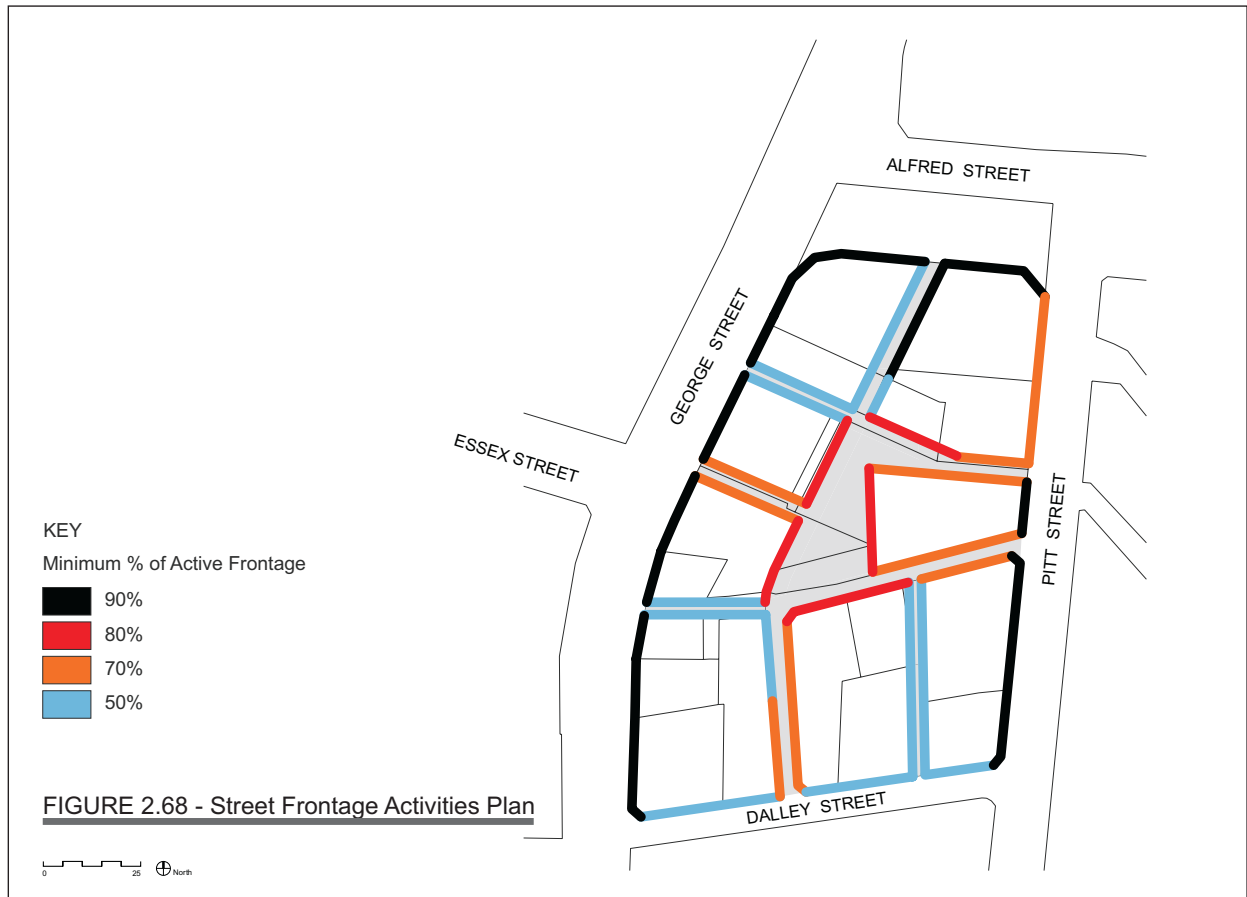 ALFRED STREET
GEORGE STREET
ESSEX STREET
PITT STREET
DALLEY STREET
KEY
Minimum % of Active Frontage
90%
80%
70%
50%
FIGURE 2.68 - Street Frontage Activities Plan
0 25 North